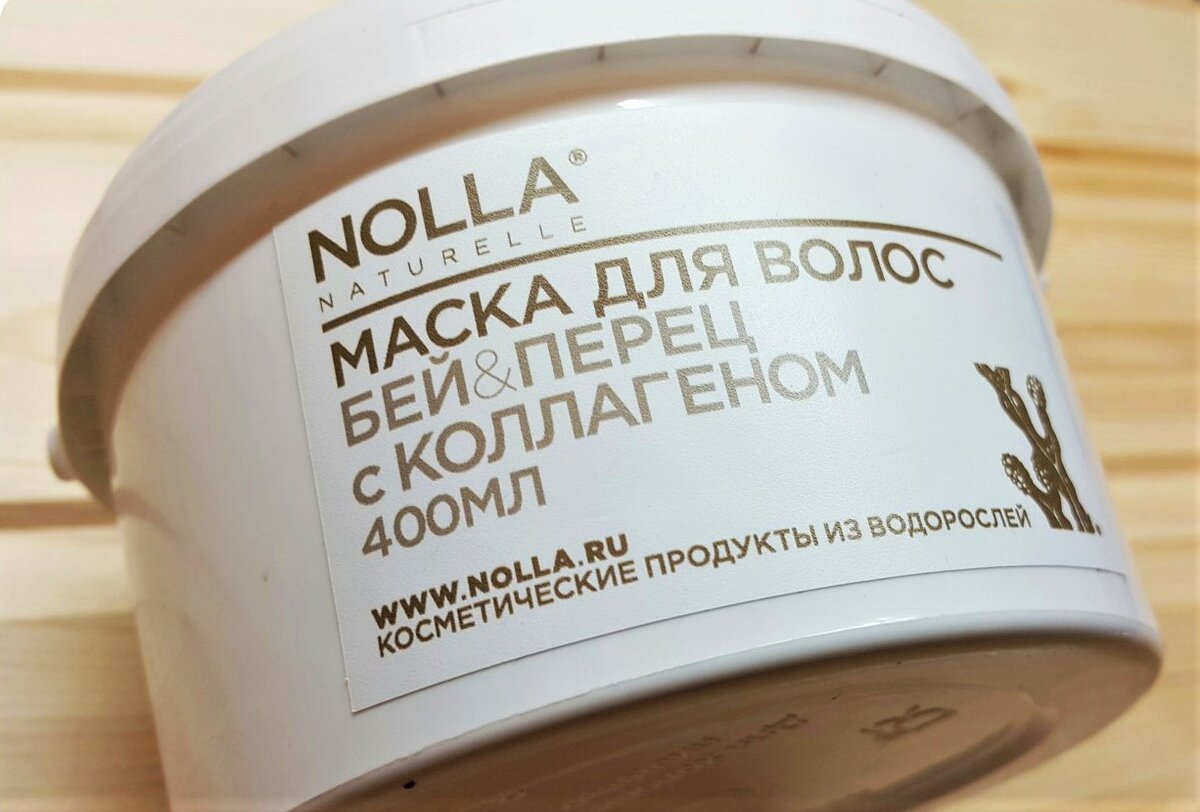 NOLLA®
NATURELLE
МАСКА ДЛЯ ВОЛОС
БЕЙ&ПЕРЕЦ
с КОЛЛАГЕНОМ
400МЛ
WWW.NOLLA.RU
КОСМЕТИЧЕСКИЕ ПРОДУКТЫ ИЗ ВОДОРОСЛЕЙ